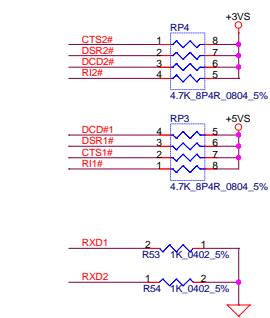 +3VS
RP4
CTS2# 1 8
DSR2# 2 7
DCD2# 3 6
RI2# 4 5
4.7K_8P4R_0804_5%
+5VS
RP3
DCD#1 4 5
DSR1# 3 6
CTS1# 2 7
RI1# 1 8
4.7K_8P4R_0804_5%
RXD1 2 1
R53 1K_0402_5%
RXD2 1 2
R54 1K_0402_5%